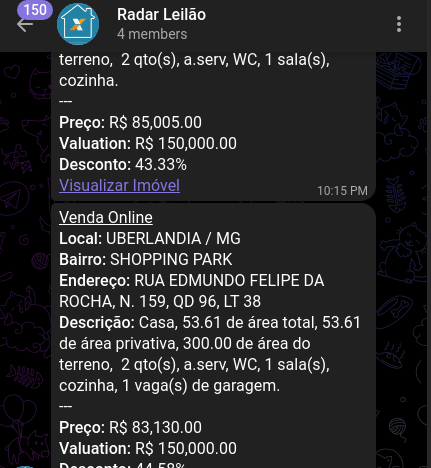 150
Radar Leilão
4 members
terreno, 2 qto(s), a.serv, WC, 1 sala(s),
cozinha.
---
Preço: R$ 85,005.00
Valuation: R$ 150,000.00
Desconto: 43.33%
Visualizar Imóvel
10:15 PM
Venda Online
Local: UBERLANDIA / MG
Bairro: SHOPPING PARK
Endereço: RUA EDMUNDO FELIPE DA
ROCHA, N. 159, QD 96, LT 38
Descrição: Casa, 53.61 de área total, 53.61
de área privativa, 300.00 de área do
terreno, 2 qto(s), a.serv, WC, 1 sala(s),
cozinha, 1 vaga(s) de garagem.
---
Preço: R$ 83,130.00
Valuation: R$ 150,000.00
Desconto: 44.58%